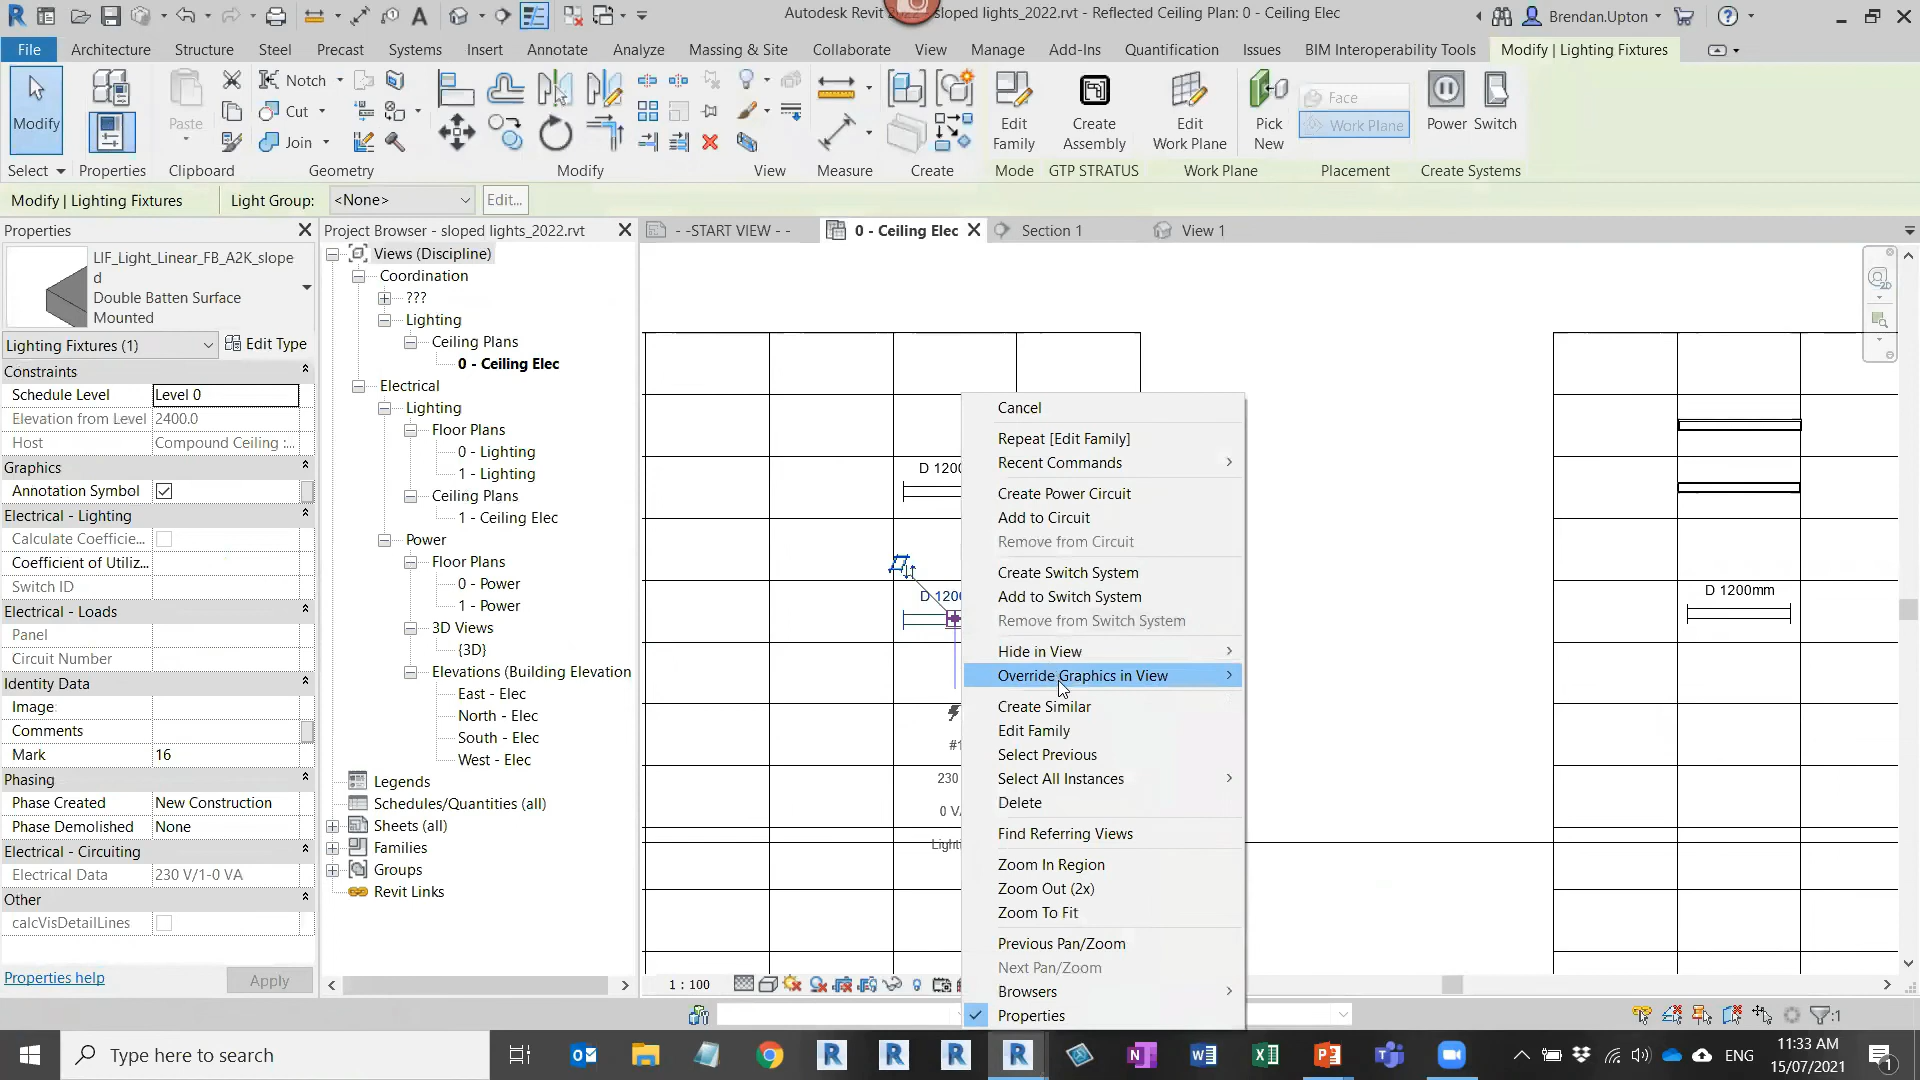 Autodesk Revit 2022 - sloped lights_2022.rvt - Reflected Ceiling Plan: 0 - Ceiling Elec
Brendan.Upton
File Architecture Structure Steel Precast Systems Insert Annotate Analyze Massing & Site Collaborate View Manage Add-Ins Quantification Issues BIM Interoperability Tools Modify | Lighting Fixtures
Modify
Paste
Notch
Cut
Join
Edit Family
Create Assembly
Edit Work Plane
Pick New
Face
Work Plane
Power Switch
Select Properties Clipboard Geometry Modify View Measure Create Mode GTP STRATUS Work Plane Placement Create Systems
Modify | Lighting Fixtures Light Group: <None> Edit...
Properties
LIF_Light_Linear_FB_A2K_slope
d
Double Batten Surface
Mounted
Lighting Fixtures (1) Edit Type
Constraints
Schedule Level Level 0
Elevation from Level 2400.0
Host Compound Ceiling :...
Graphics
Annotation Symbol
Electrical - Lighting
Calculate Coefficie...
Coefficient of Utiliz...
Switch ID
Electrical - Loads
Panel
Circuit Number
Identity Data
Image
Comments
Mark 16
Phasing
Phase Created New Construction
Phase Demolished None
Electrical - Circuiting
Electrical Data 230 V/1-0 VA
Other
calcVisDetailLines
Properties help Apply
Project Browser - sloped lights_2022.rvt
Views (Discipline)
Coordination
???
Lighting
Ceiling Plans
0 - Ceiling Elec
Electrical
Lighting
Floor Plans
0 - Lighting
1 - Lighting
Ceiling Plans
1 - Ceiling Elec
Power
Floor Plans
0 - Power
1 - Power
3D Views
{3D}
Elevations (Building Elevation
East - Elec
North - Elec
South - Elec
West - Elec
Legends
Schedules/Quantities (all)
Sheets (all)
Families
Groups
Revit Links
- -START VIEW - - 0 - Ceiling Elec Section 1 View 1
2D
D 1200
D 1200
#1
230
0 V
Light
D 1200mm
Cancel
Repeat [Edit Family]
Recent Commands
Create Power Circuit
Add to Circuit
Remove from Circuit
Create Switch System
Add to Switch System
Remove from Switch System
Hide in View
Override Graphics in View
Create Similar
Edit Family
Select Previous
Select All Instances
Delete
Find Referring Views
Zoom In Region
Zoom Out (2x)
Zoom To Fit
Previous Pan/Zoom
Next Pan/Zoom
Browsers
Properties
1 : 100
:1
Type here to search
ENG
11:33 AM
15/07/2021
1